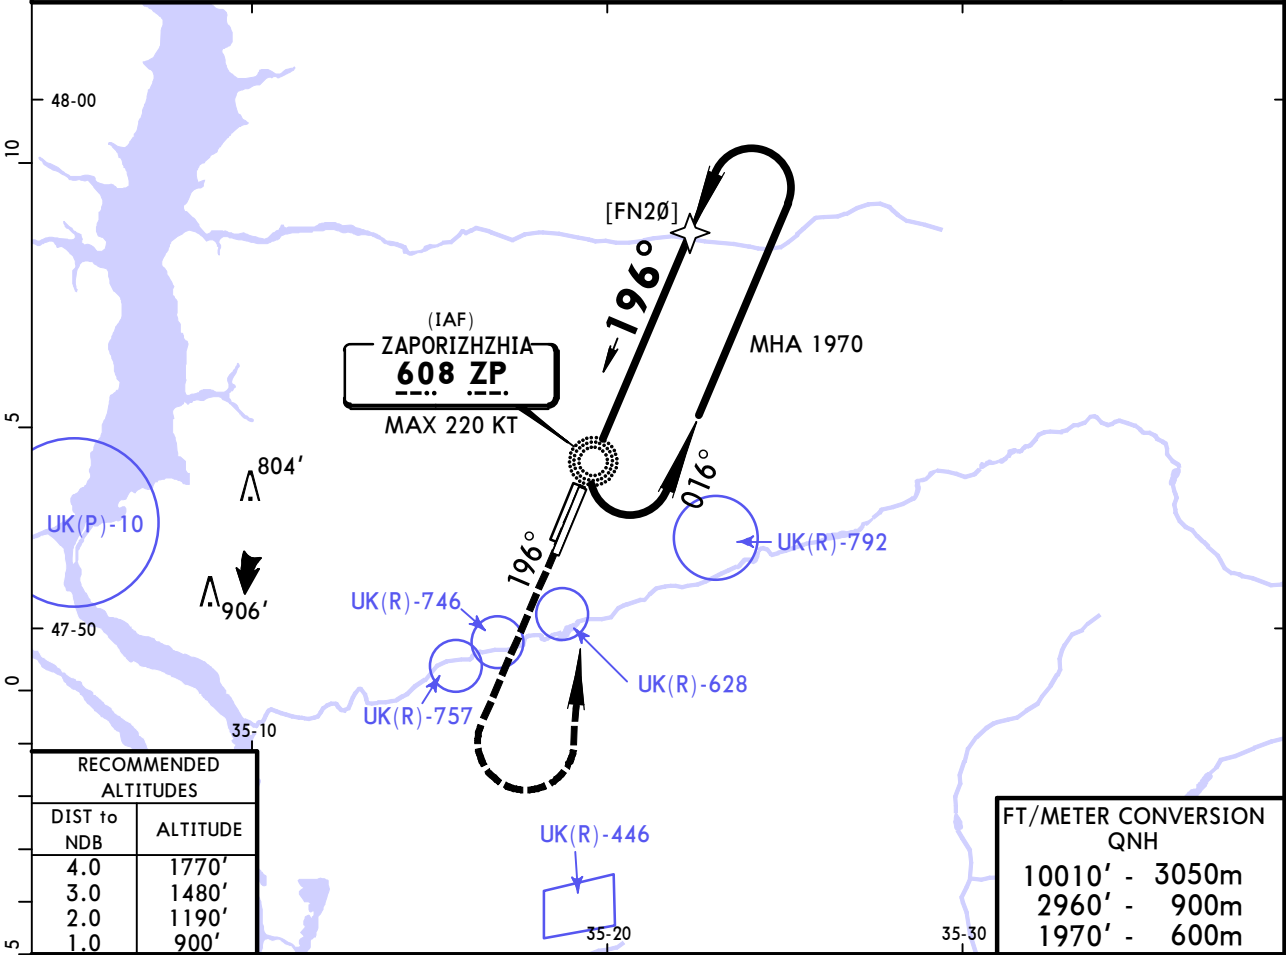 48-00
10
[FN2Ø]
196°
(IAF)
ZAPORIZHZHIA
608 ZP
MAX 220 KT
MHA 1970
5
804'
016°
UK(P)-10
UK(R)-792
196°
906'
UK(R)-746
47-50
UK(R)-628
0
UK(R)-757
35-10
RECOMMENDED
ALTITUDES
DIST to
NDB
ALTITUDE
4.0 1770'
3.0 1480'
2.0 1190'
1.0 900'
UK(R)-446
FT/METER CONVERSION
QNH
10010' - 3050m
2960' - 900m
1970' - 600m
35-20
35-30
5